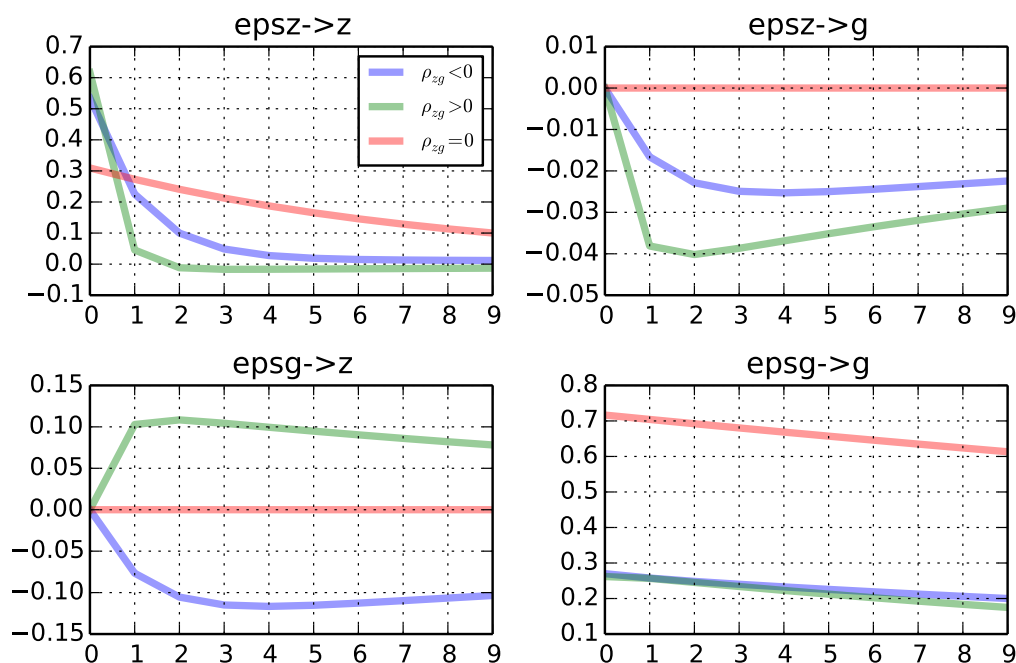 epsz->z
0.7
0.6
0.5
0.4
0.3
0.2
0.1
0.0
−0.1
0 1 2 3 4 5 6 7 8 9
ρzg<0
ρzg>0
ρzg=0
epsz->g
0.01
0.00
−0.01
−0.02
−0.03
−0.04
−0.05
0 1 2 3 4 5 6 7 8 9
epsg->z
0.15
0.10
0.05
0.00
−0.05
−0.10
−0.15
0 1 2 3 4 5 6 7 8 9
epsg->g
0.8
0.7
0.6
0.5
0.4
0.3
0.2
0.1
0 1 2 3 4 5 6 7 8 9